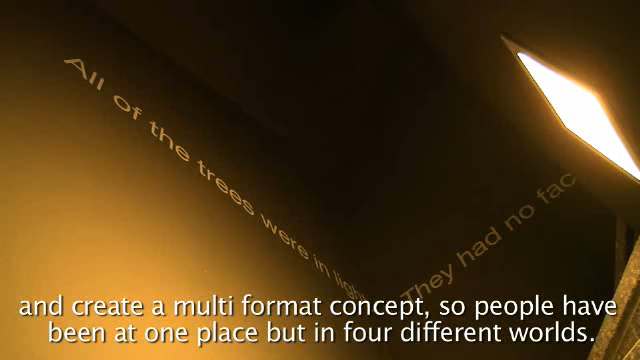 All of the trees were in light
They had no fac
and create a multi format concept, so people have
been at one place but in four different worlds.